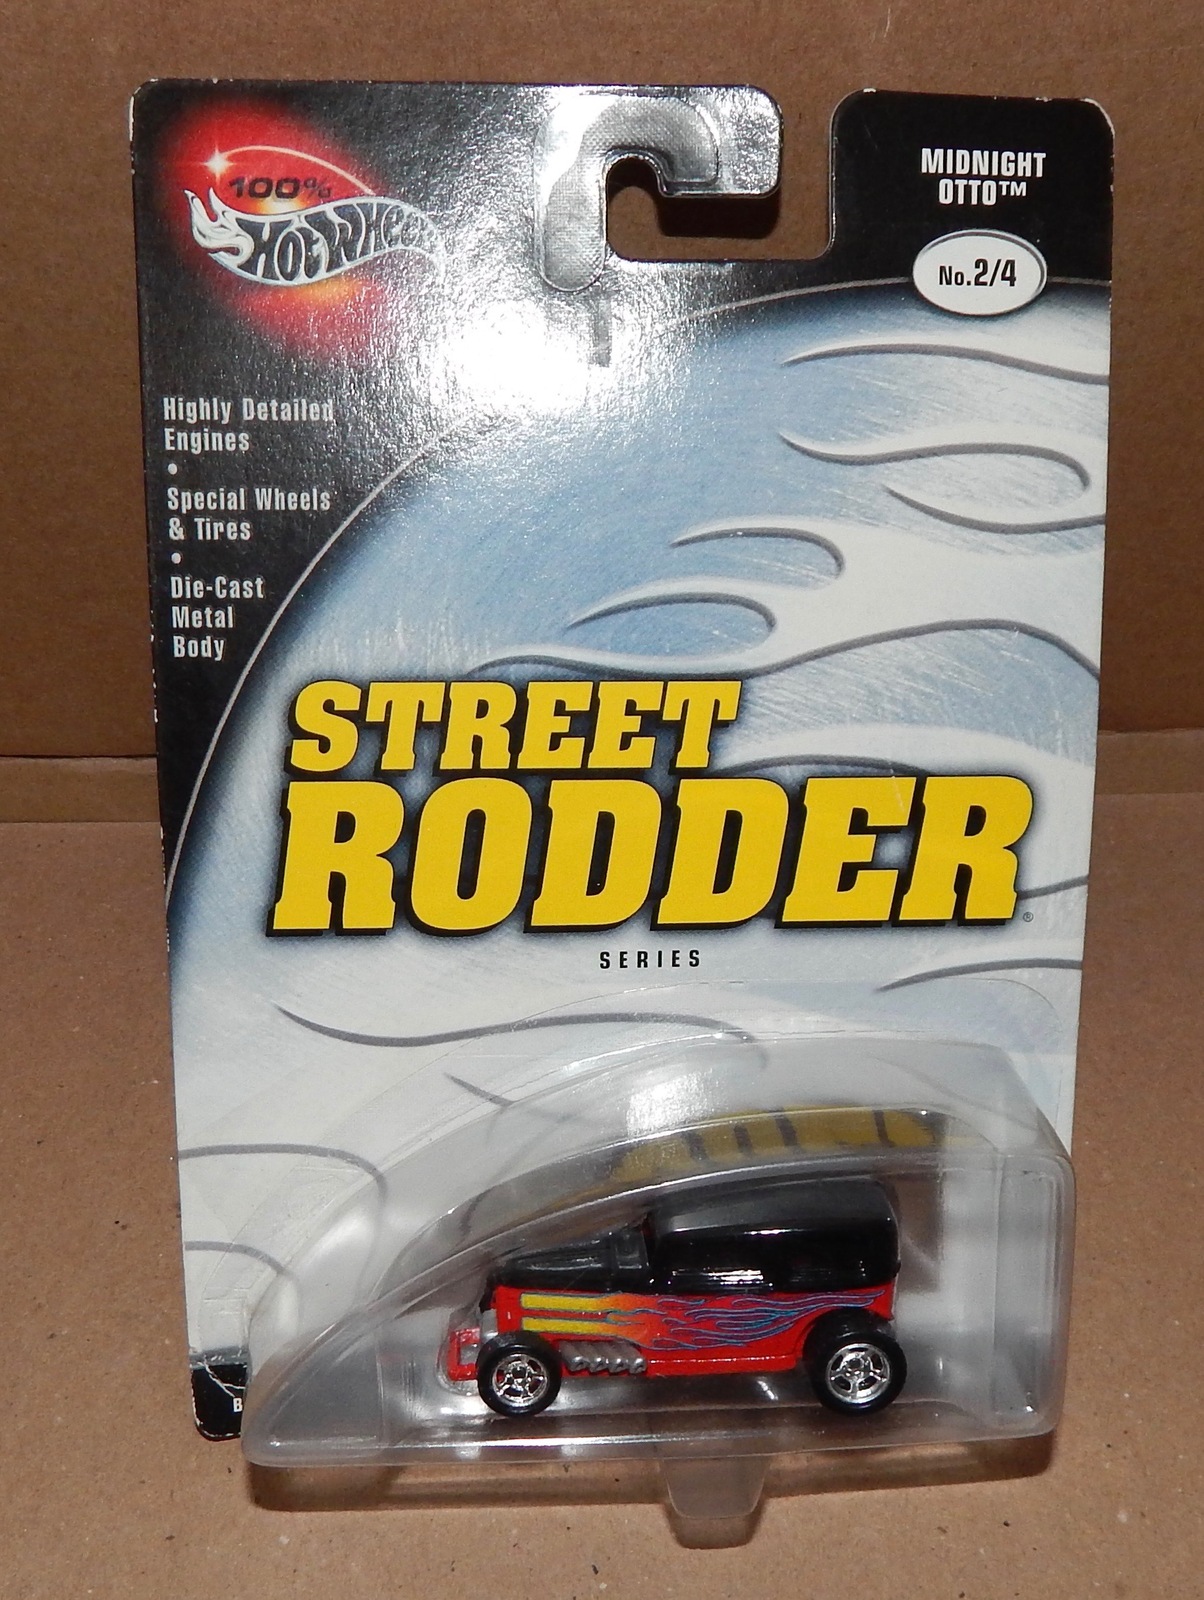 100%
HOT WHEELS
MIDNIGHT
OTTO™
No.2/4
Highly Detailed
Engines
•
Special Wheels
& Tires
•
Die-Cast
Metal
Body
STREET
RODDER®
SERIES